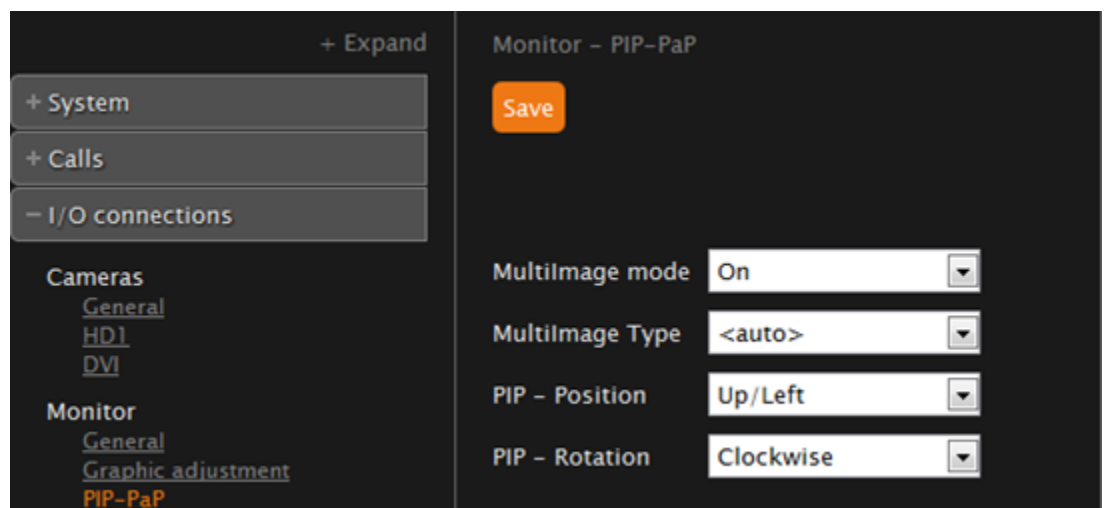 + Expand
+ System
+ Calls
− I/O connections
Cameras
General
HD1
DVI
Monitor
General
Graphic adjustment
PIP-PaP
Monitor – PIP-PaP
Save
MultiImage mode On
MultiImage Type <auto>
PIP – Position Up/Left
PIP – Rotation Clockwise